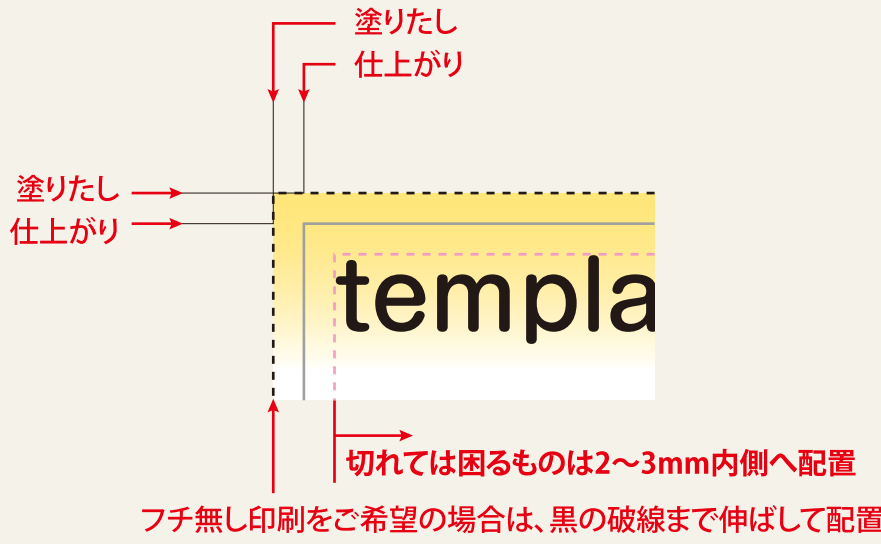 塗りたし
仕上がり
塗りたし
仕上がり
templa
切れては困るものは2〜3mm内側へ配置
フチ無し印刷をご希望の場合は、黒の破線まで伸ばして配置